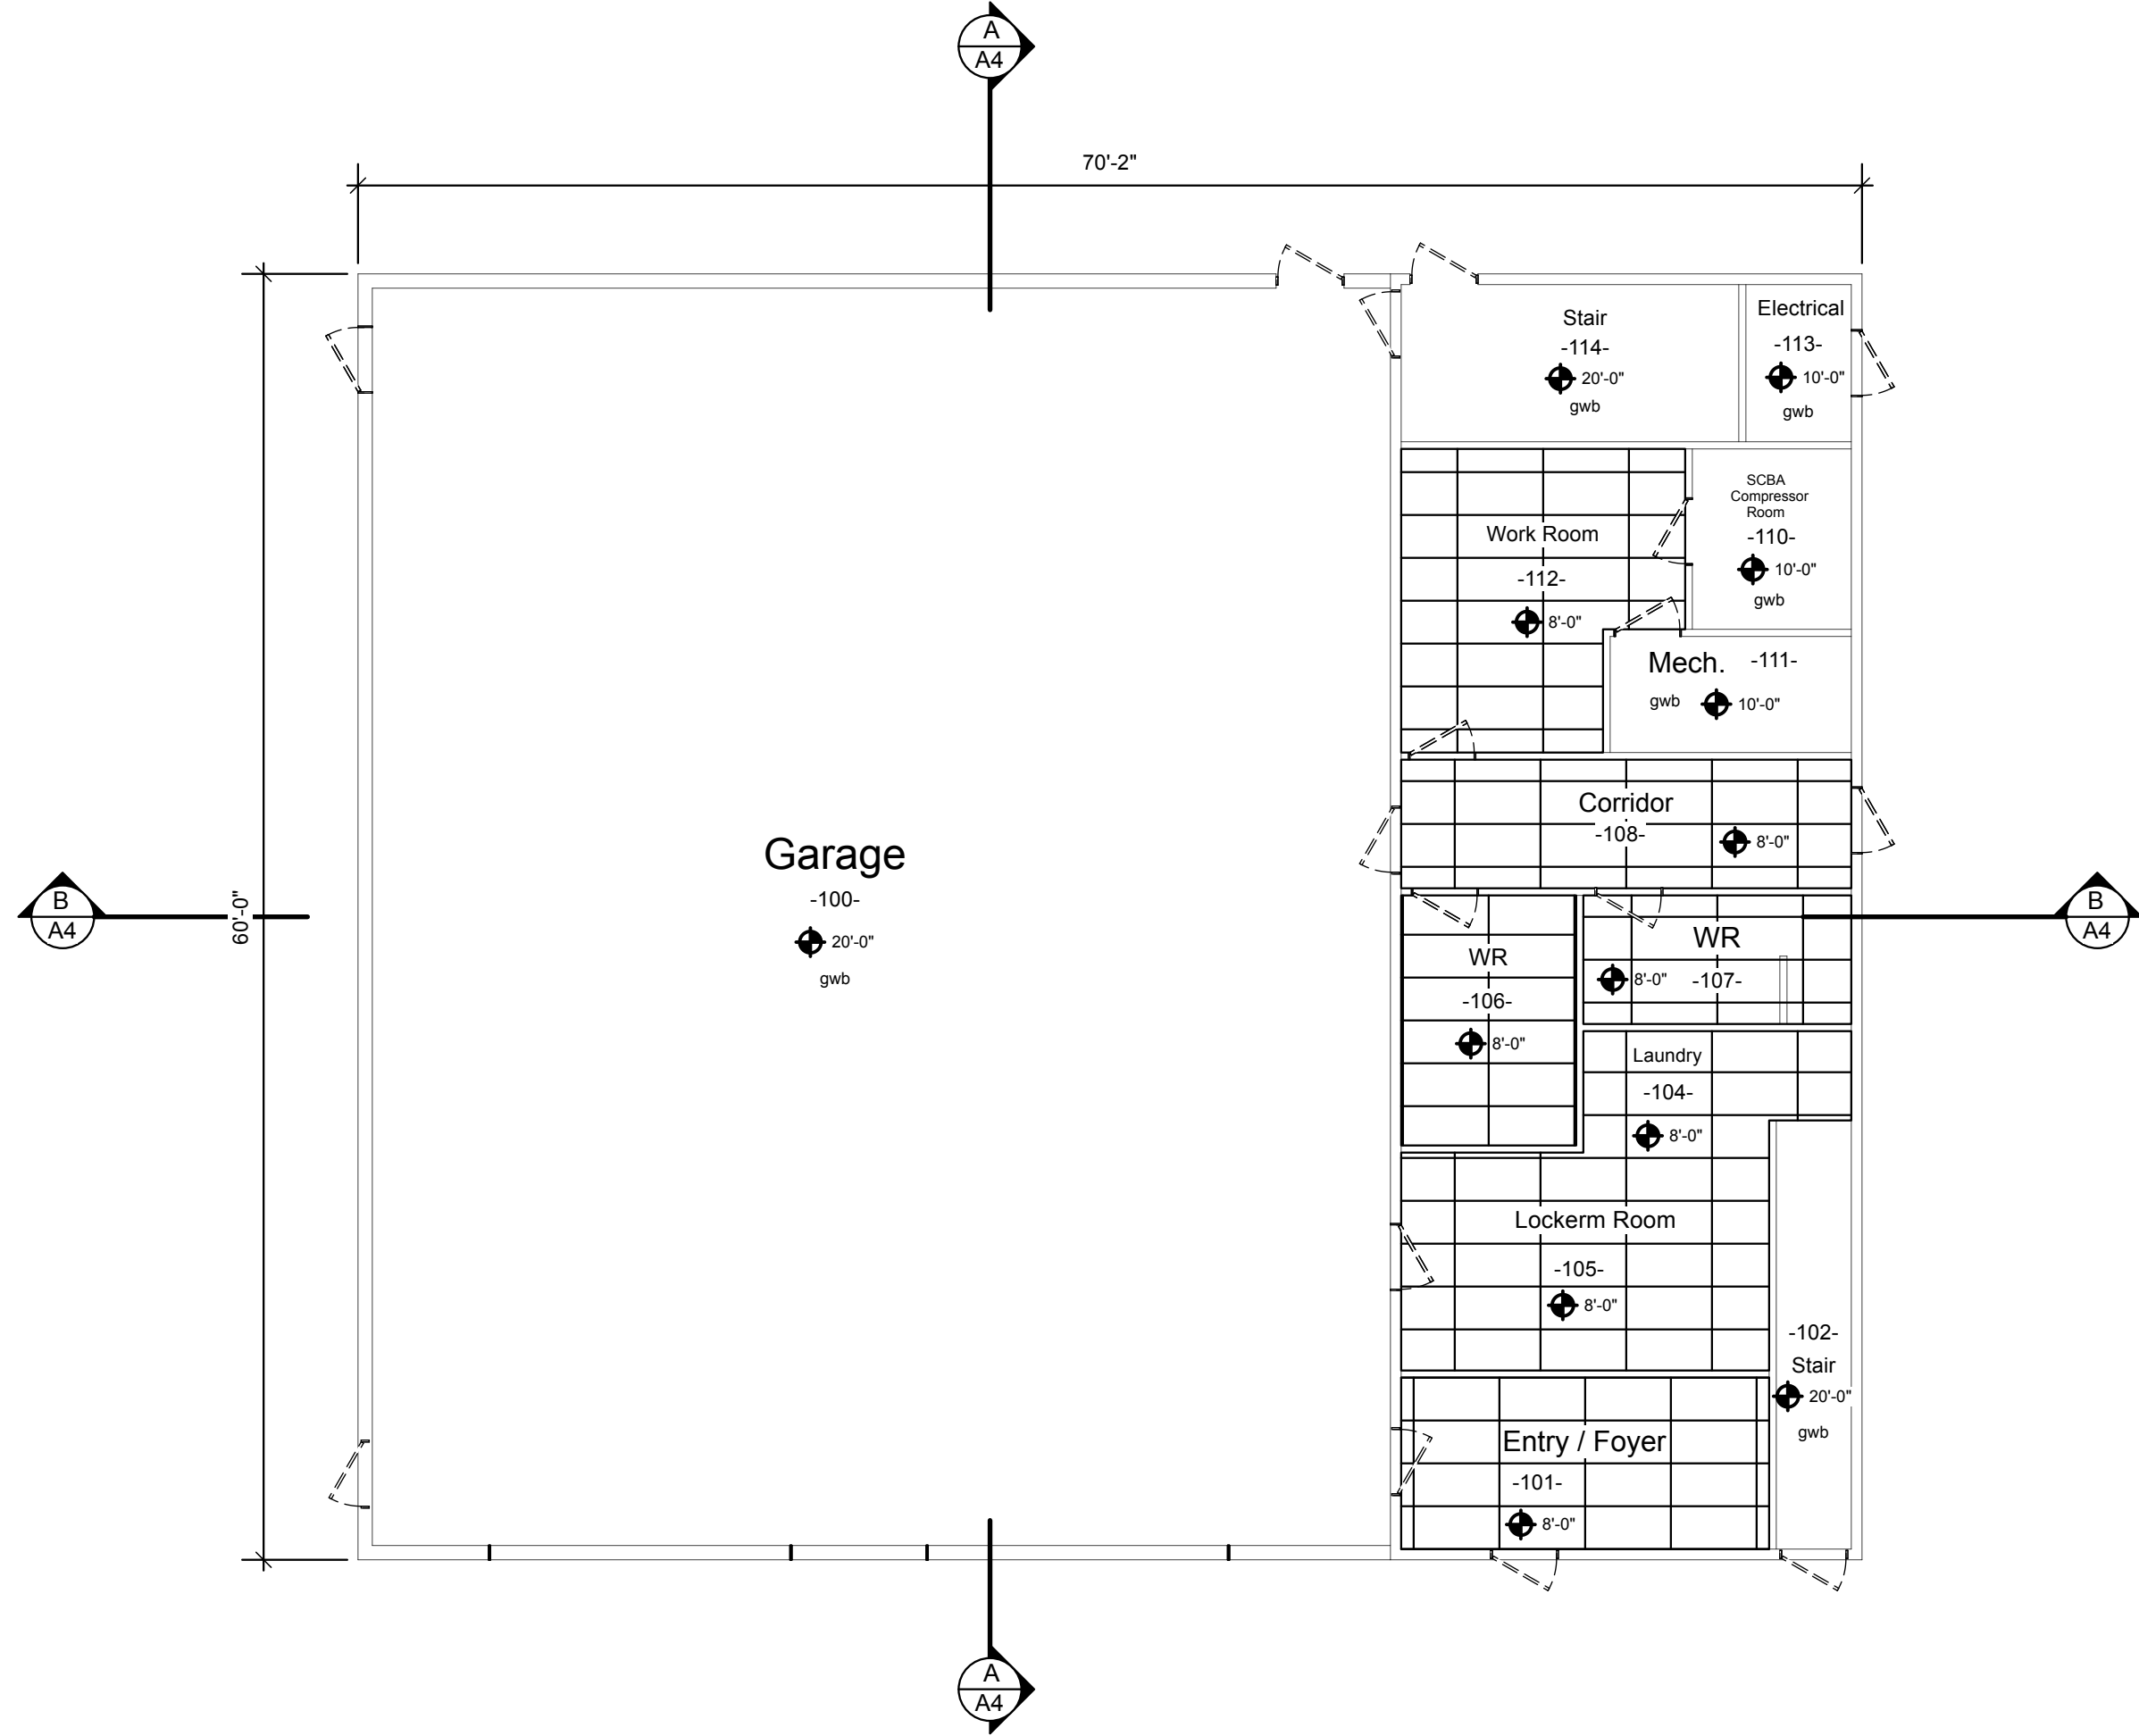 A
A4
70'-2"
Stair
-114-
20'-0"
gwb
Electrical
-113-
10'-0"
gwb
SCBA
Compressor
Room
-110-
10'-0"
gwb
Work Room
-112-
8'-0"
Mech. -111-
gwb 10'-0"
Corridor
-108-
8'-0"
Garage
-100-
20'-0"
gwb
60'-0"
B
A4
B
A4
WR
-106-
8'-0"
WR
8'-0" -107-
Laundry
-104-
8'-0"
Lockerm Room
-105-
8'-0"
-102-
Stair
20'-0"
gwb
Entry / Foyer
-101-
8'-0"
A
A4